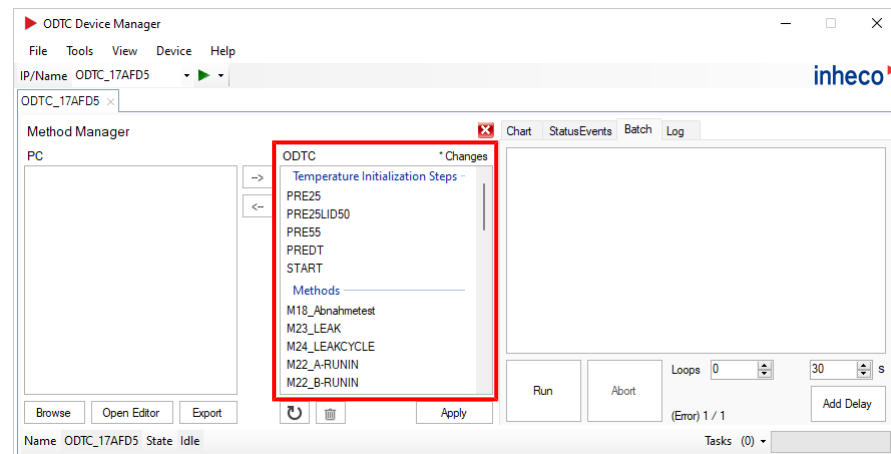 ODTC Device Manager
File Tools View Device Help
IP/Name ODTC_17AFD5
inheco
ODTC_17AFD5
Method Manager
PC
ODTC * Changes
Temperature Initialization Steps
PRE25
PRE25LID50
PRE55
PREDT
START
Methods
M18_Abnahmetest
M23_LEAK
M24_LEAKCYCLE
M22_A-RUNIN
M22_B-RUNIN
-->
<--
Browse Open Editor Export
Apply
Chart StatusEvents Batch Log
Run Abort
Loops 0
30 s
(Error) 1 / 1
Add Delay
Name ODTC_17AFD5 State Idle
Tasks (0)